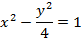 x² − y²/4 = 1